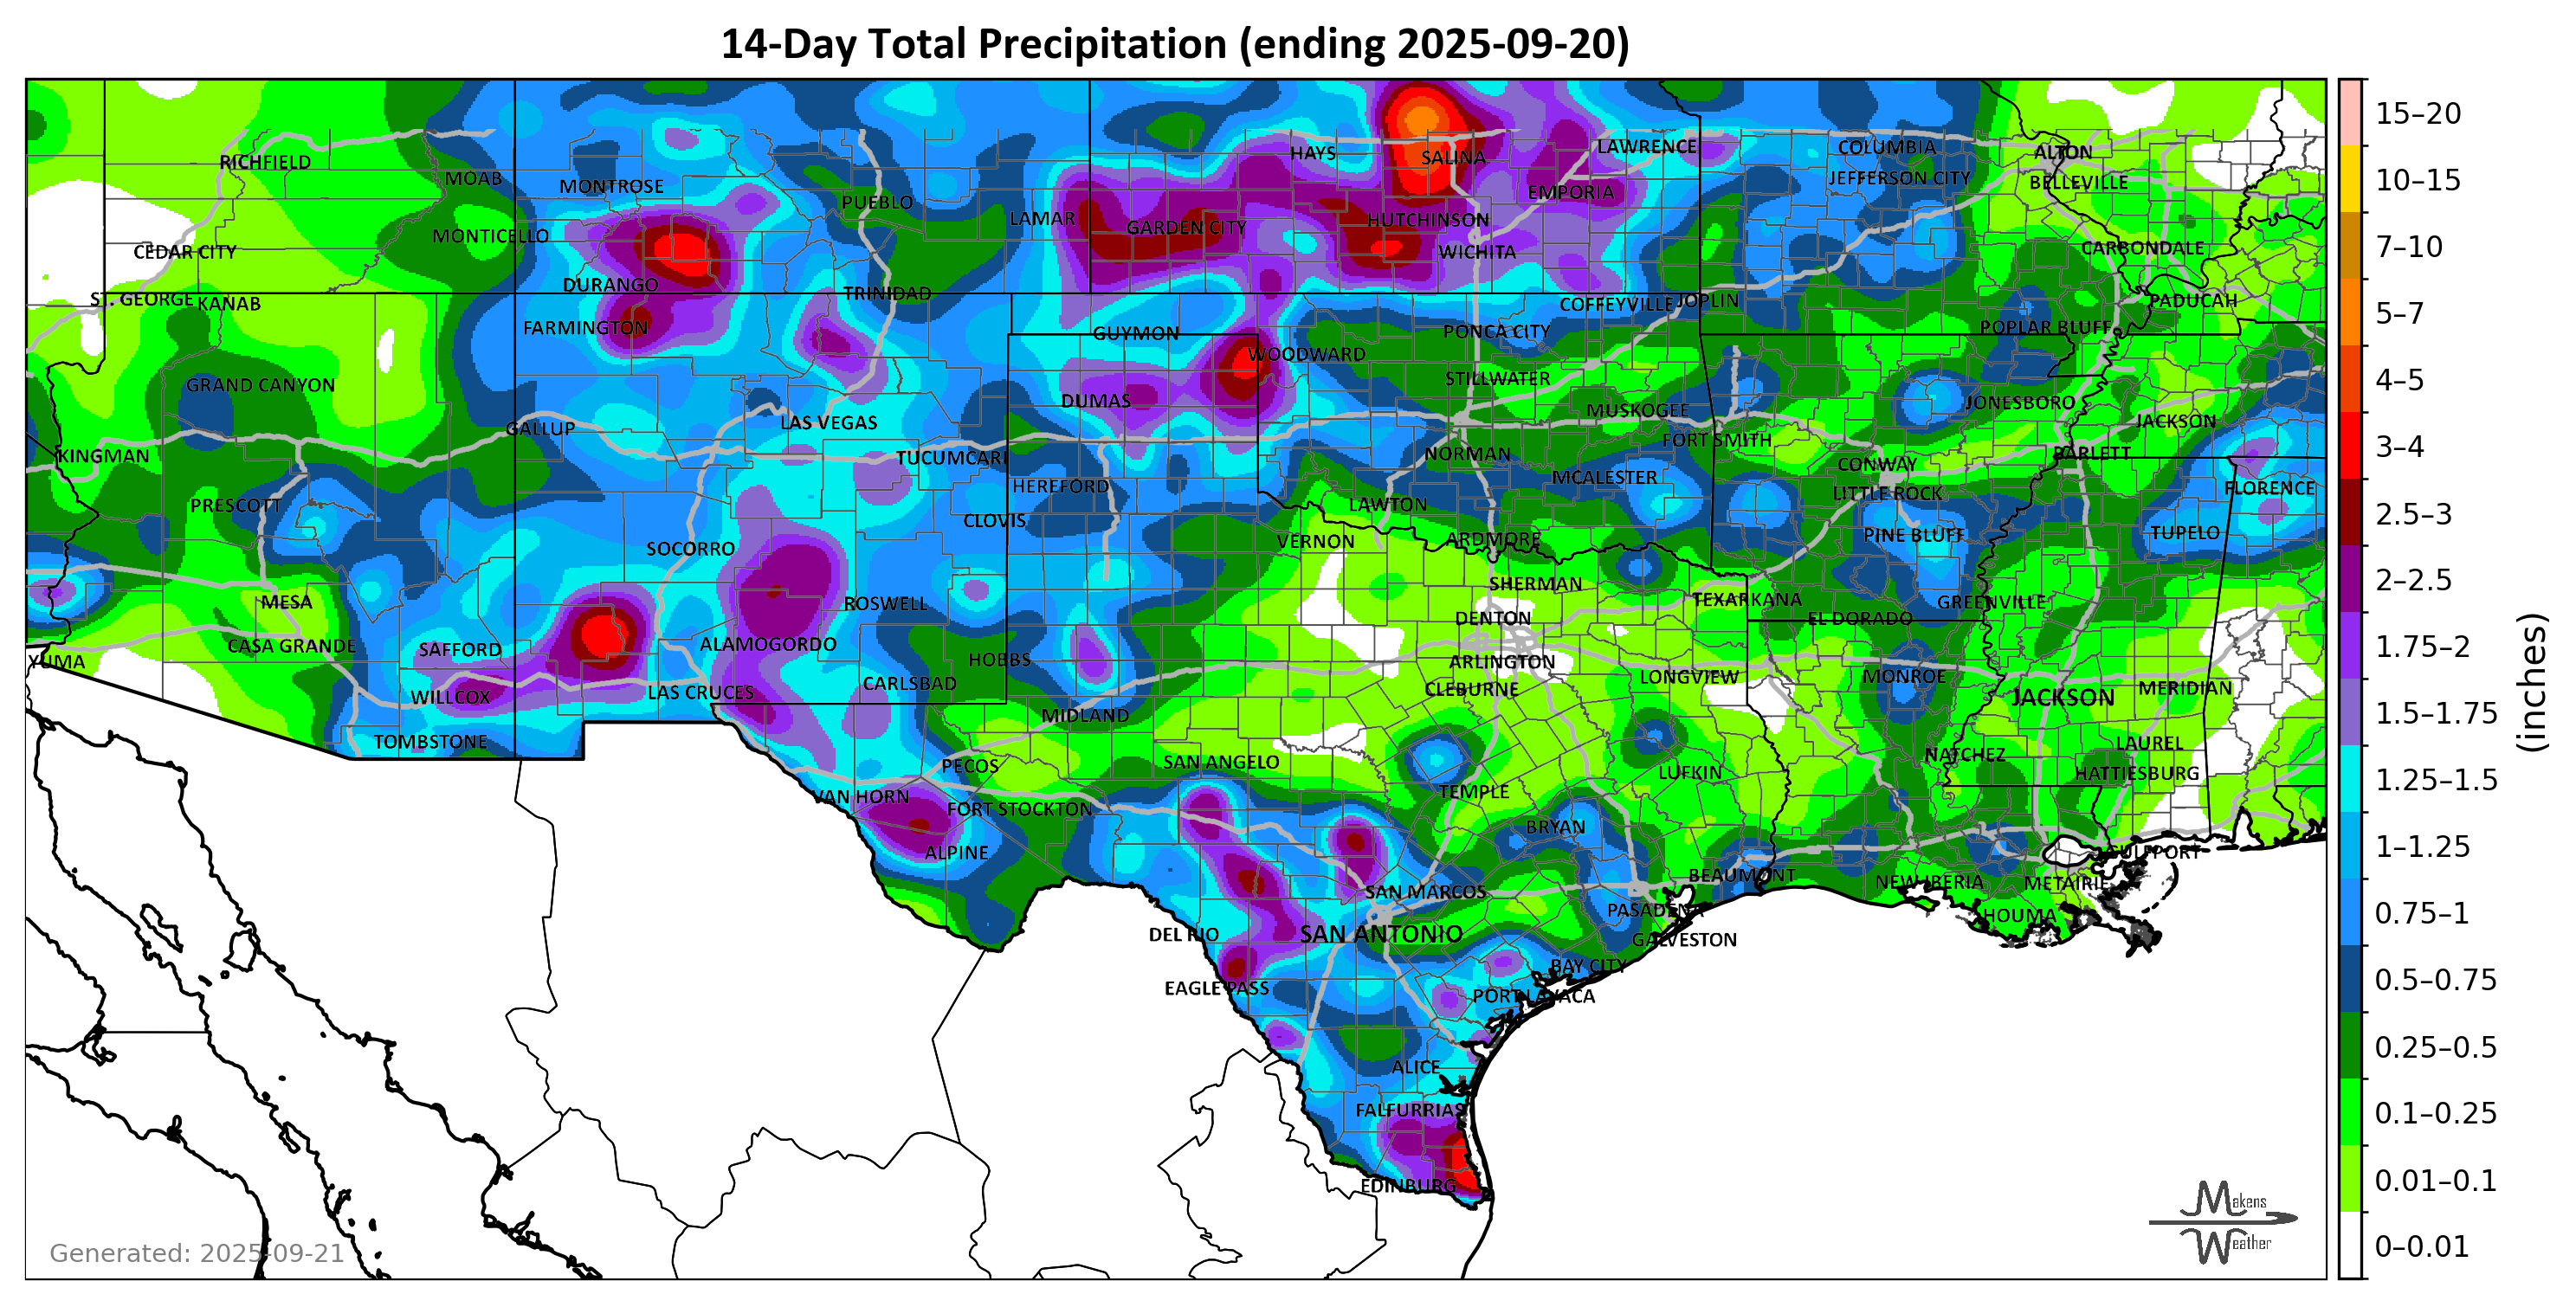 14-Day Total Precipitation (ending 2025-09-20)
RICHFIELD
MOAB
MONTROSE
PUEBLO
LAMAR
HAYS
SALINA
LAWRENCE
COLUMBIA
ALTON
JEFFERSON CITY
BELLEVILLE
EMPORIA
MONTICELLO
GARDEN CITY
HUTCHINSON
WICHITA
CEDAR CITY
CARBONDALE
DURANGO
TRINIDAD
ST. GEORGE
KANAB
COFFEYVILLE
JOPLIN
PADUCAH
FARMINGTON
GUYMON
PONCA CITY
POPLAR BLUFF
WOODWARD
GRAND CANYON
STILLWATER
DUMAS
MUSKOGEE
JONESBORO
JACKSON
GALLUP
LAS VEGAS
FORT SMITH
KINGMAN
TUCUMCARI
NORMAN
CONWAY
BARLETT
HEREFORD
MCALESTER
LITTLE ROCK
FLORENCE
PRESCOTT
LAWTON
CLOVIS
SOCORRO
VERNON
ARDMORE
PINE BLUFF
TUPELO
SHERMAN
MESA
ROSWELL
TEXARKANA
GREENVILLE
DENTON
EL DORADO
CASA GRANDE
SAFFORD
ALAMOGORDO
YUMA
HOBBS
ARLINGTON
LONGVIEW
MONROE
WILLCOX
LAS CRUCES
CARLSBAD
CLEBURNE
JACKSON
MERIDIAN
MIDLAND
TOMBSTONE
LAUREL
NATCHEZ
PECOS
SAN ANGELO
LUFKIN
HATTIESBURG
VAN HORN
FORT STOCKTON
TEMPLE
BRYAN
ALPINE
GULFPORT
BEAUMONT
SAN MARCOS
NEW IBERIA
METAIRIE
PASADENA
HOUMA
DEL RIO
SAN ANTONIO
GALVESTON
BAY CITY
EAGLE PASS
PORT LAVACA
ALICE
FALFURRIAS
EDINBURG
Generated: 2025-09-21
Makens
Weather
15–20
10–15
7–10
5–7
4–5
3–4
2.5–3
2–2.5
1.75–2
1.5–1.75
1.25–1.5
1–1.25
0.75–1
0.5–0.75
0.25–0.5
0.1–0.25
0.01–0.1
0–0.01
(inches)